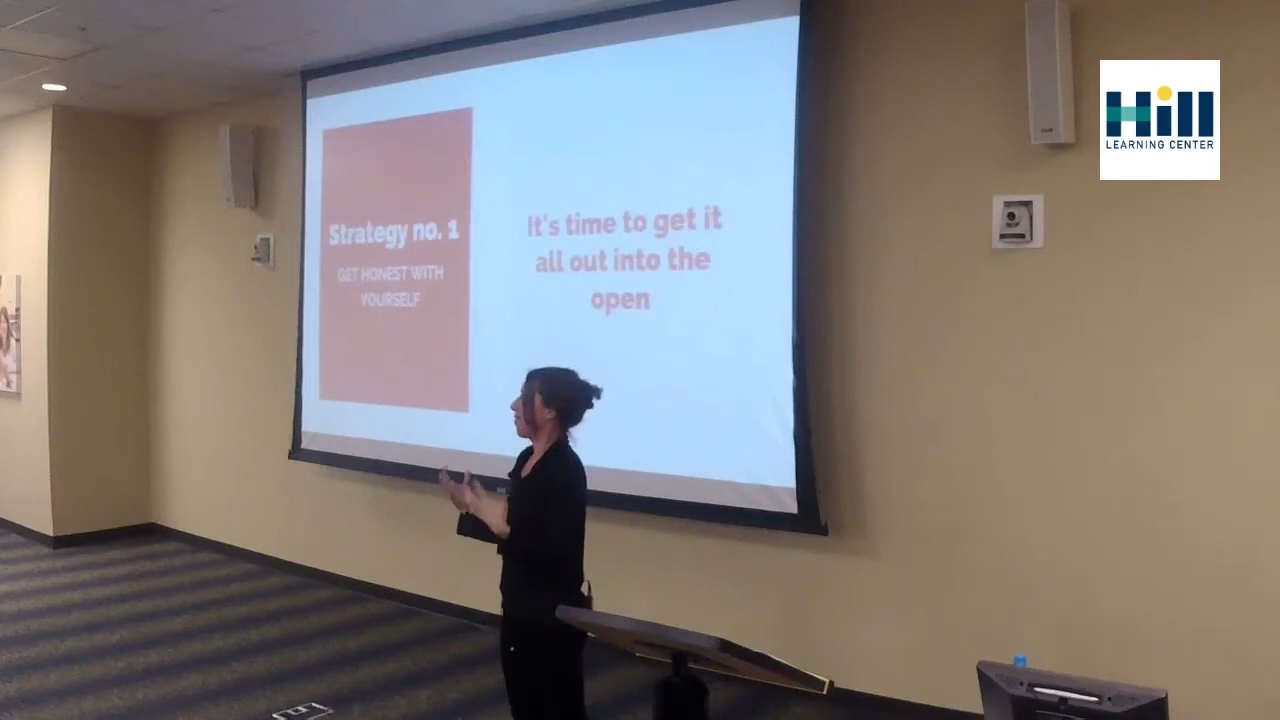 Strategy no. 1
GET HONEST WITH
YOURSELF
It's time to get it
all out into the
open
Hill
LEARNING CENTER